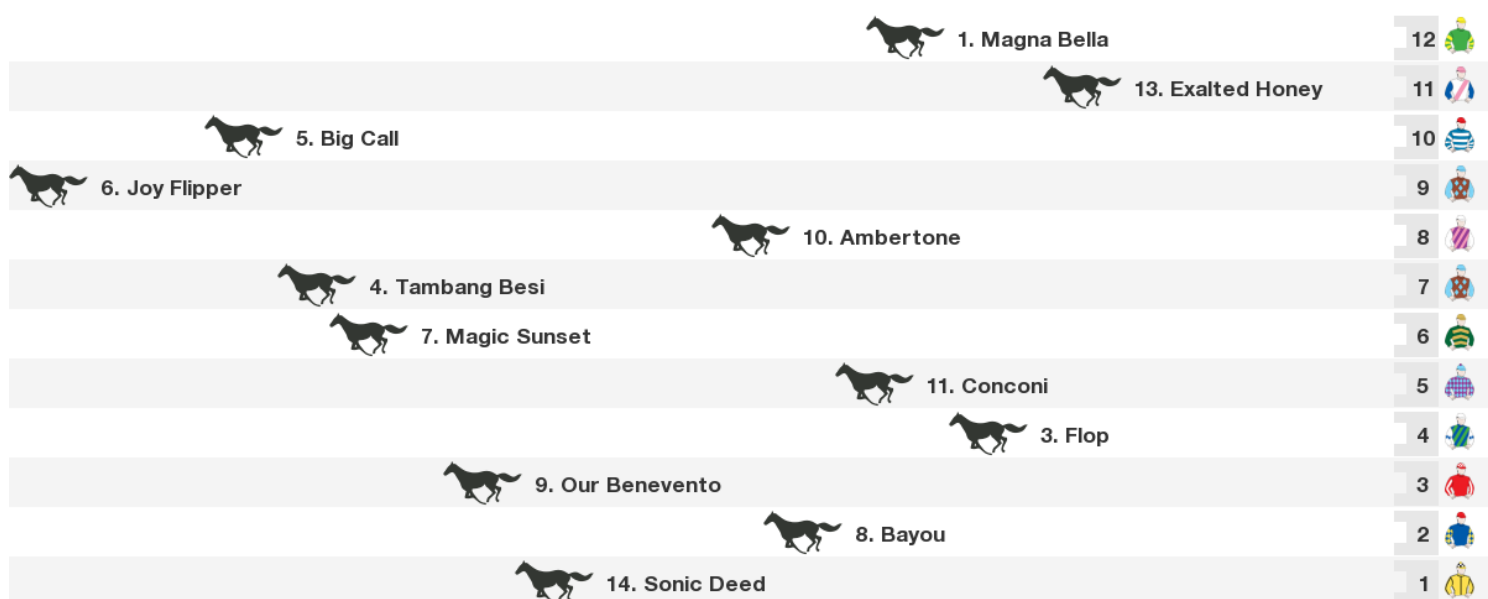 1. Magna Bella 12
13. Exalted Honey 11
5. Big Call 10
6. Joy Flipper 9
10. Ambertone 8
4. Tambang Besi 7
7. Magic Sunset 6
11. Conconi 5
3. Flop 4
9. Our Benevento 3
8. Bayou 2
14. Sonic Deed 1